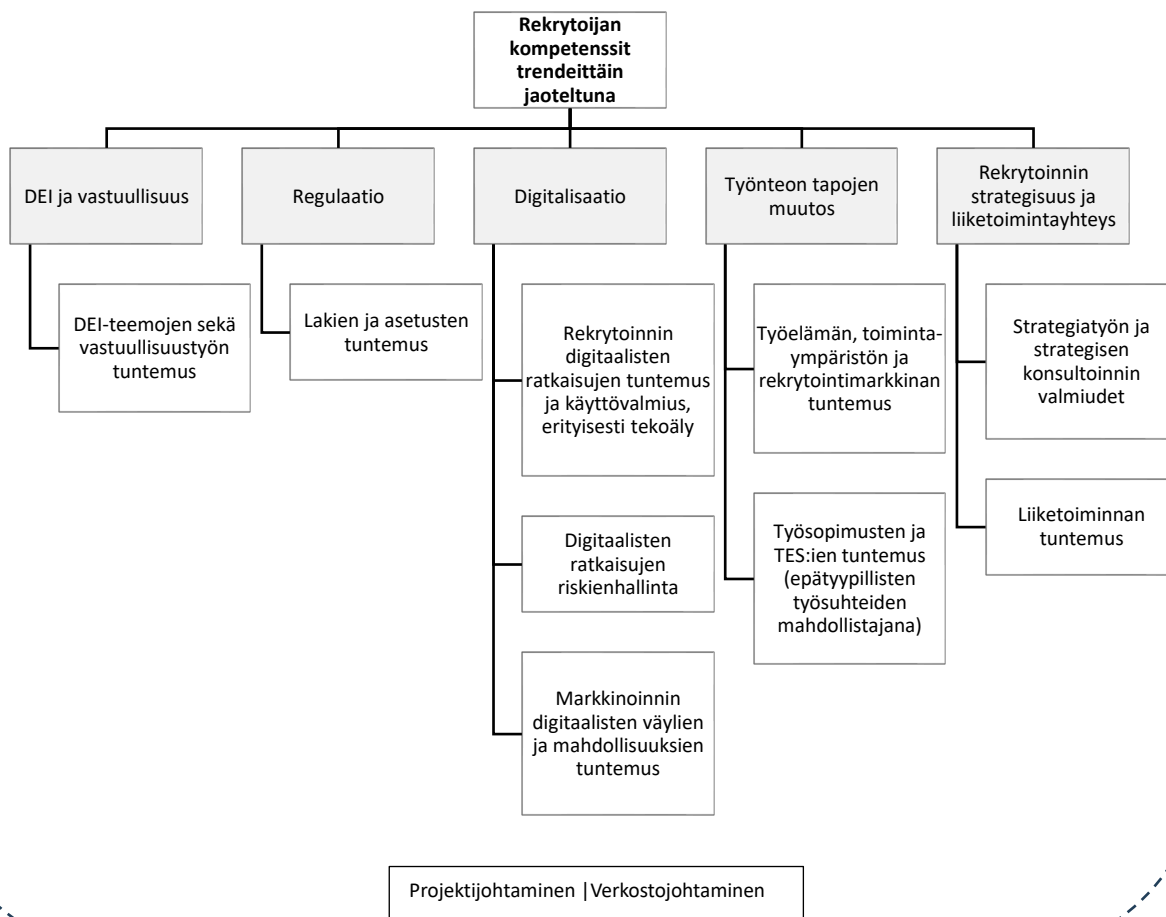 Rekrytoijan
kompetenssit
trendeittäin
jaoteltuna
DEI ja vastuullisuus
Regulaatio
Digitalisaatio
Työnteon tapojen
muutos
Rekrytoinnin
strategisuus ja
liiketoimintayhteys
DEI-teemojen sekä
vastuullisuustyön
tuntemus
Lakien ja asetusten
tuntemus
Rekrytoinnin
digitaalisten
ratkaisujen tuntemus
ja käyttövalmius,
erityisesti tekoäly
Digitaalisten
ratkaisujen
riskienhallinta
Markkinoinnin
digitaalisten väylien
ja mahdollisuuksien
tuntemus
Työelämän, toiminta-
ympäristön ja
rekrytointimarkkinan
tuntemus
Työsopimusten ja
TES:ien tuntemus
(epätyypillisten
työsuhteiden
mahdollistajana)
Strategiatyön ja
strategisen
konsultoinnin
valmiudet
Liiketoiminnan
tuntemus
Projektijohtaminen |Verkostojohtaminen